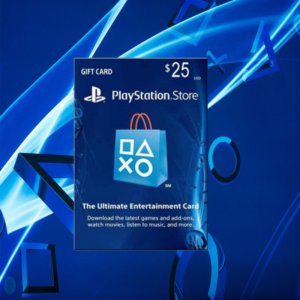 GIFT CARD
$25
USD
PlayStation.Store
SM
The Ultimate Entertainment Card
Download the latest games and add-ons,
watch movies, listen to music, and more.